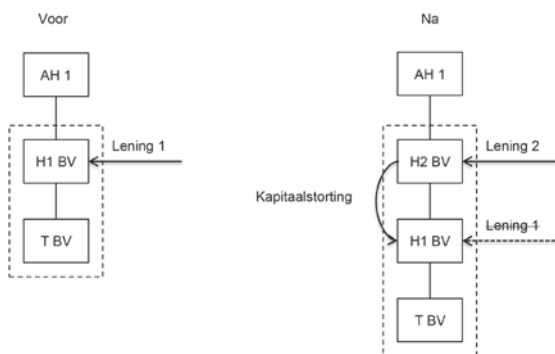 Voor
AH 1
H1 BV
Lening 1
T BV
Na
AH 1
H2 BV
Lening 2
Kapitaalstorting
H1 BV
Lening 1
T BV